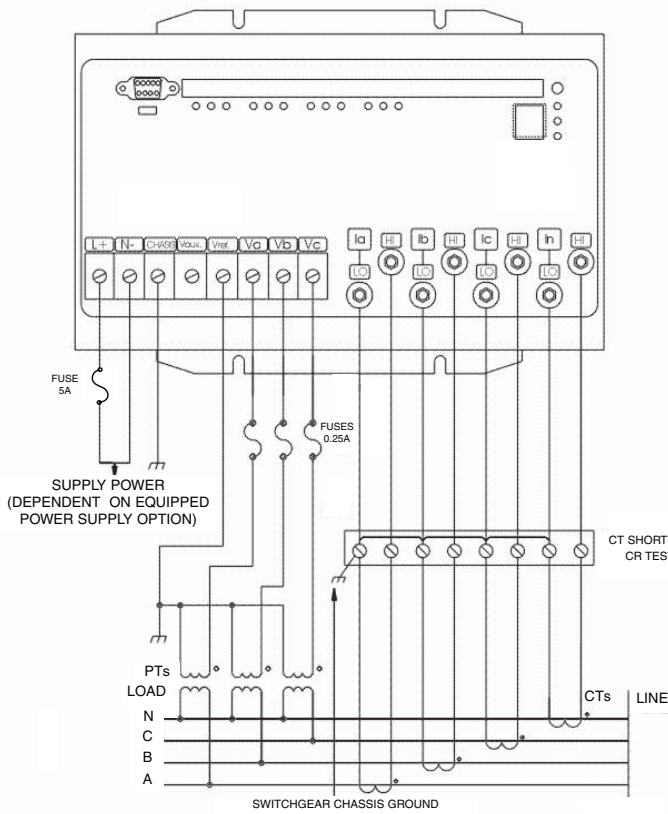 L+ N- CHASIS Vaux. Vref. Va Vb Vc
Ia HI Ib HI Ic HI In HI
LO LO LO LO
FUSE
5A
FUSES
0.25A
SUPPLY POWER
(DEPENDENT ON EQUIPPED
POWER SUPPLY OPTION)
CT SHORT
CR TES
PTs
LOAD
CTs
LINE
N
C
B
A
SWITCHGEAR CHASSIS GROUND